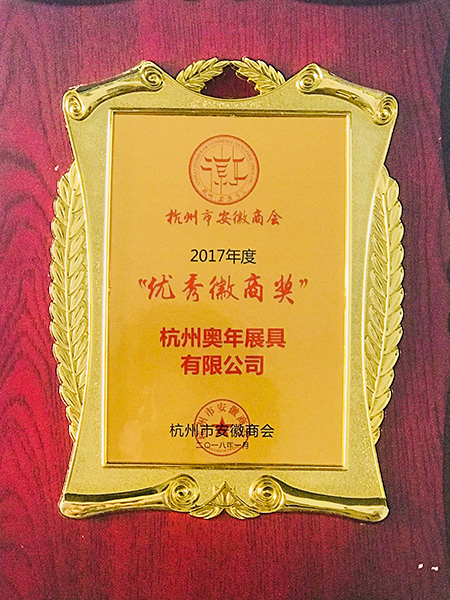 杭州市安徽商会
2017年度
“优秀徽商奖”
杭州奥年展具
有限公司
杭州市安徽商会
二〇一八年一月